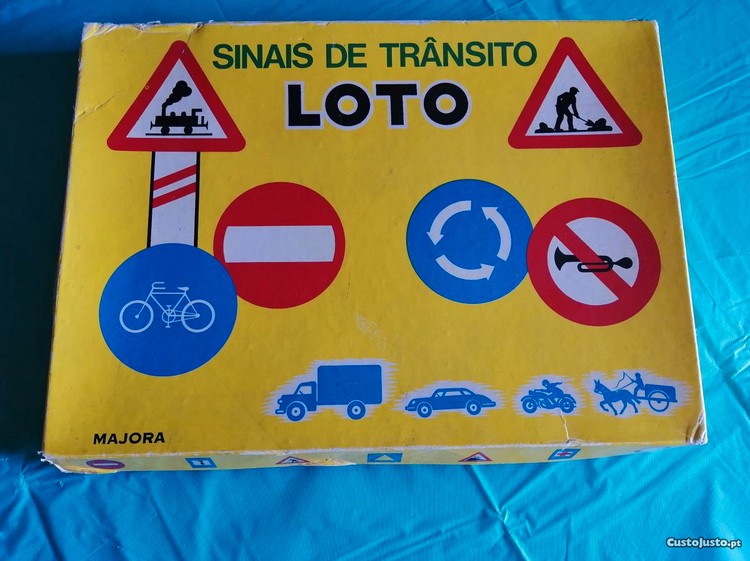 SINAIS DE TRÂNSITO
LOTO
MAJORA
CustoJusto.pt